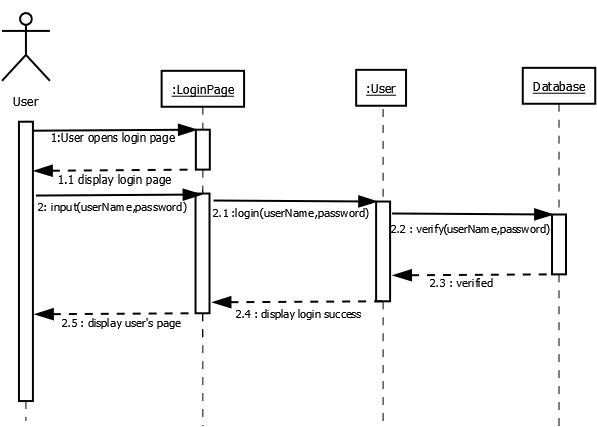 :LoginPage
:User
Database
User
1:User opens login page
1.1 display login page
2: input(userName,password)
2.1 :login(userName,password)
2.2 : verify(userName,password)
2.3 : verified
2.4 : display login success
2.5 : display user's page